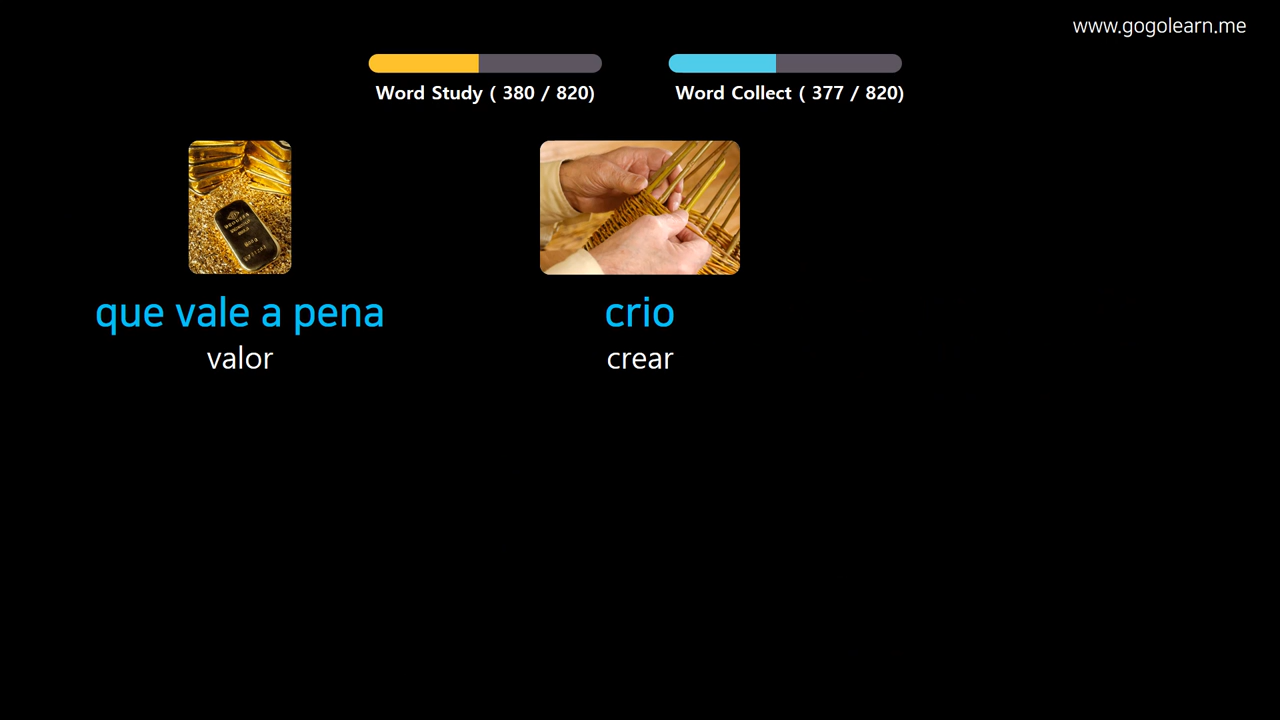 www.gogolearn.me
Word Study ( 380 / 820)
Word Collect ( 377 / 820)
que vale a pena
valor
crio
crear